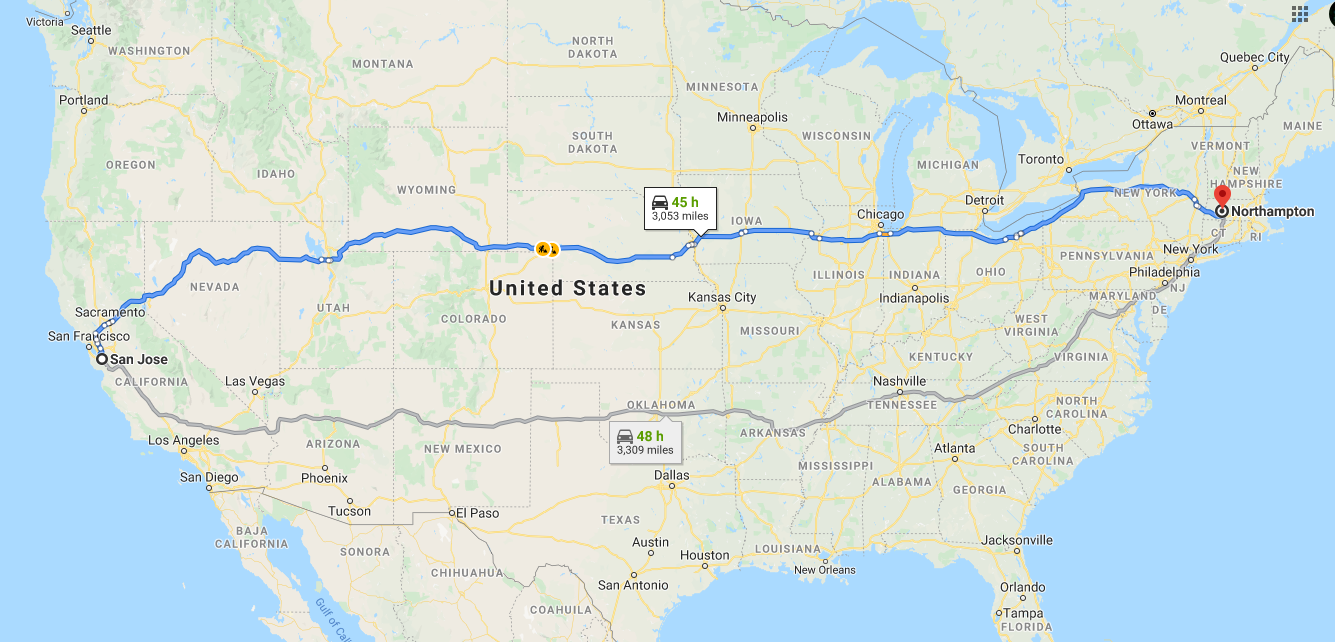 Victoria
Seattle
WASHINGTON
NORTH
DAKOTA
MONTANA
Quebec City
MINNESOTA
Portland
Montreal
Minneapolis
Ottawa
MAINE
SOUTH
DAKOTA
WISCONSIN
VERMONT
OREGON
IDAHO
MICHIGAN
Toronto
NEW
HAMPSHIRE
WYOMING
NEW YORK
45 h
3,053 miles
Detroit
Chicago
IOWA
Northampton
CT
RI
New York
PENNSYLVANIA
Philadelphia
ILLINOIS
INDIANA
OHIO
NEVADA
United States
NJ
Kansas City
Indianapolis
MARYLAND
UTAH
DE
Sacramento
COLORADO
KANSAS
MISSOURI
WEST
VIRGINIA
San Francisco
San Jose
KENTUCKY
VIRGINIA
CALIFORNIA
Las Vegas
Nashville
OKLAHOMA
TENNESSEE
NORTH
CAROLINA
Los Angeles
ARIZONA
NEW MEXICO
48 h
3,309 miles
ARKANSAS
Charlotte
Atlanta
SOUTH
CAROLINA
MISSISSIPPI
San Diego
Phoenix
Dallas
ALABAMA
GEORGIA
Tucson
El Paso
TEXAS
BAJA
CALIFORNIA
SONORA
Austin
Houston
LOUISIANA
Jacksonville
CHIHUAHUA
New Orleans
San Antonio
Orlando
COAHUILA
Tampa
FLORIDA
Gulf of Cal